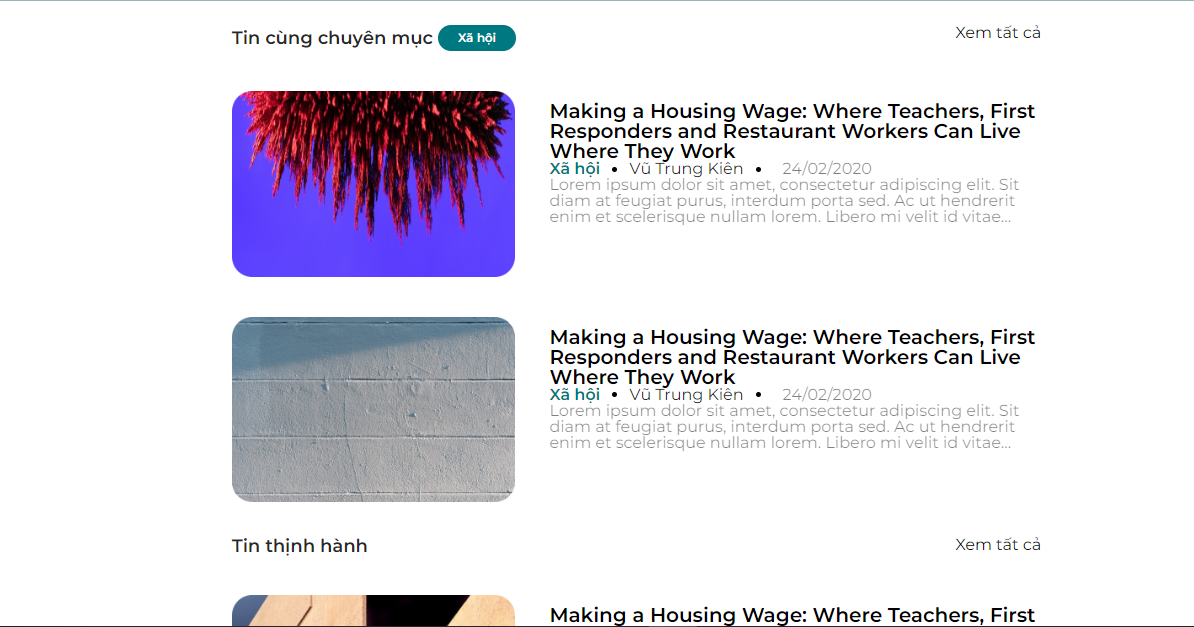 Tin cùng chuyên mục Xã hội Xem tất cả
Making a Housing Wage: Where Teachers, First
Responders and Restaurant Workers Can Live
Where They Work
Xã hội • Vũ Trung Kiên • 24/02/2020
Lorem ipsum dolor sit amet, consectetur adipiscing elit. Sit
diam at feugiat purus, interdum porta sed. Ac ut hendrerit
enim et scelerisque nullam lorem. Libero mi velit id vitae...
Making a Housing Wage: Where Teachers, First
Responders and Restaurant Workers Can Live
Where They Work
Xã hội • Vũ Trung Kiên • 24/02/2020
Lorem ipsum dolor sit amet, consectetur adipiscing elit. Sit
diam at feugiat purus, interdum porta sed. Ac ut hendrerit
enim et scelerisque nullam lorem. Libero mi velit id vitae...
Tin thịnh hành Xem tất cả
Making a Housing Wage: Where Teachers, First